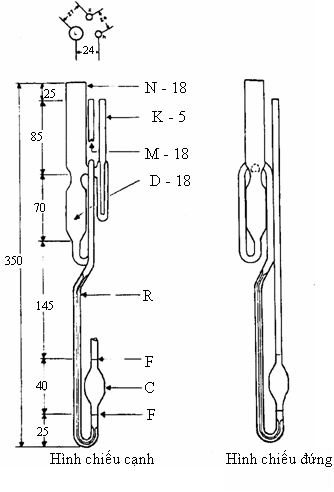 24
N - 18
25
K - 5
85
M - 18
D - 18
70
350
R
145
F
C
40
F
25
Hình chiếu cạnh
Hình chiếu đứng